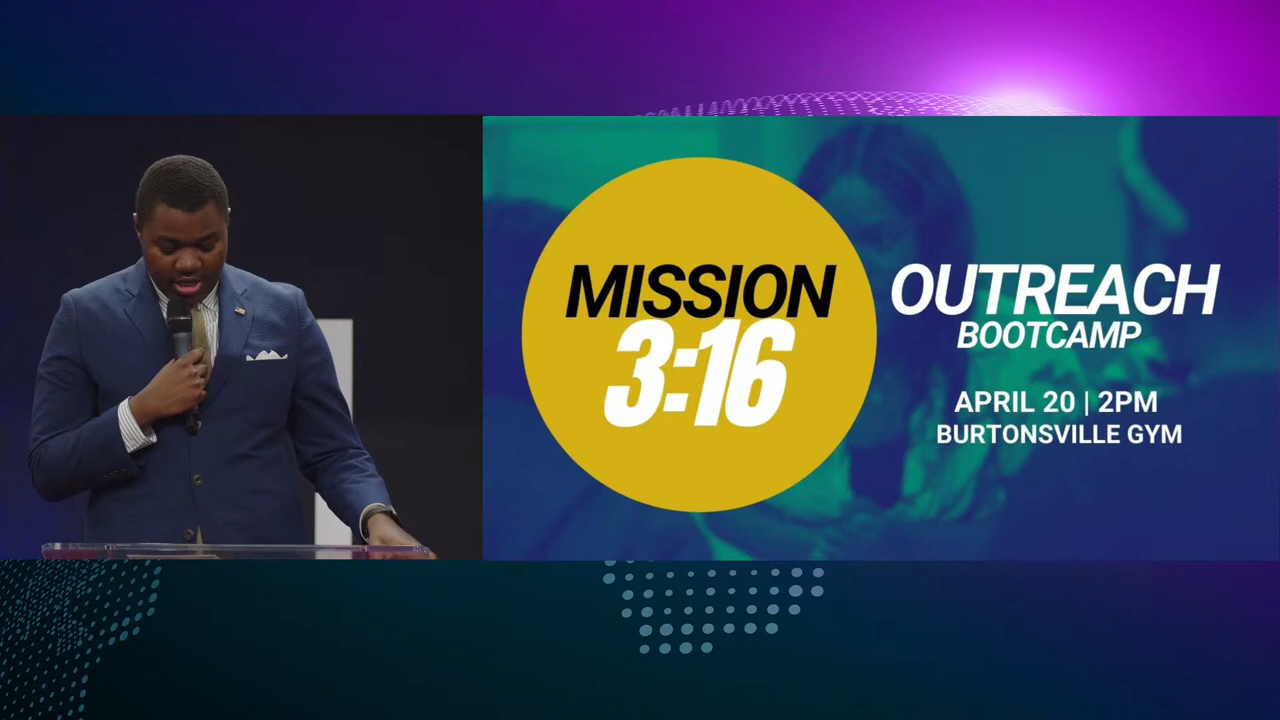 MISSION
3:16
OUTREACH
BOOTCAMP
APRIL 20 | 2PM
BURTONSVILLE GYM